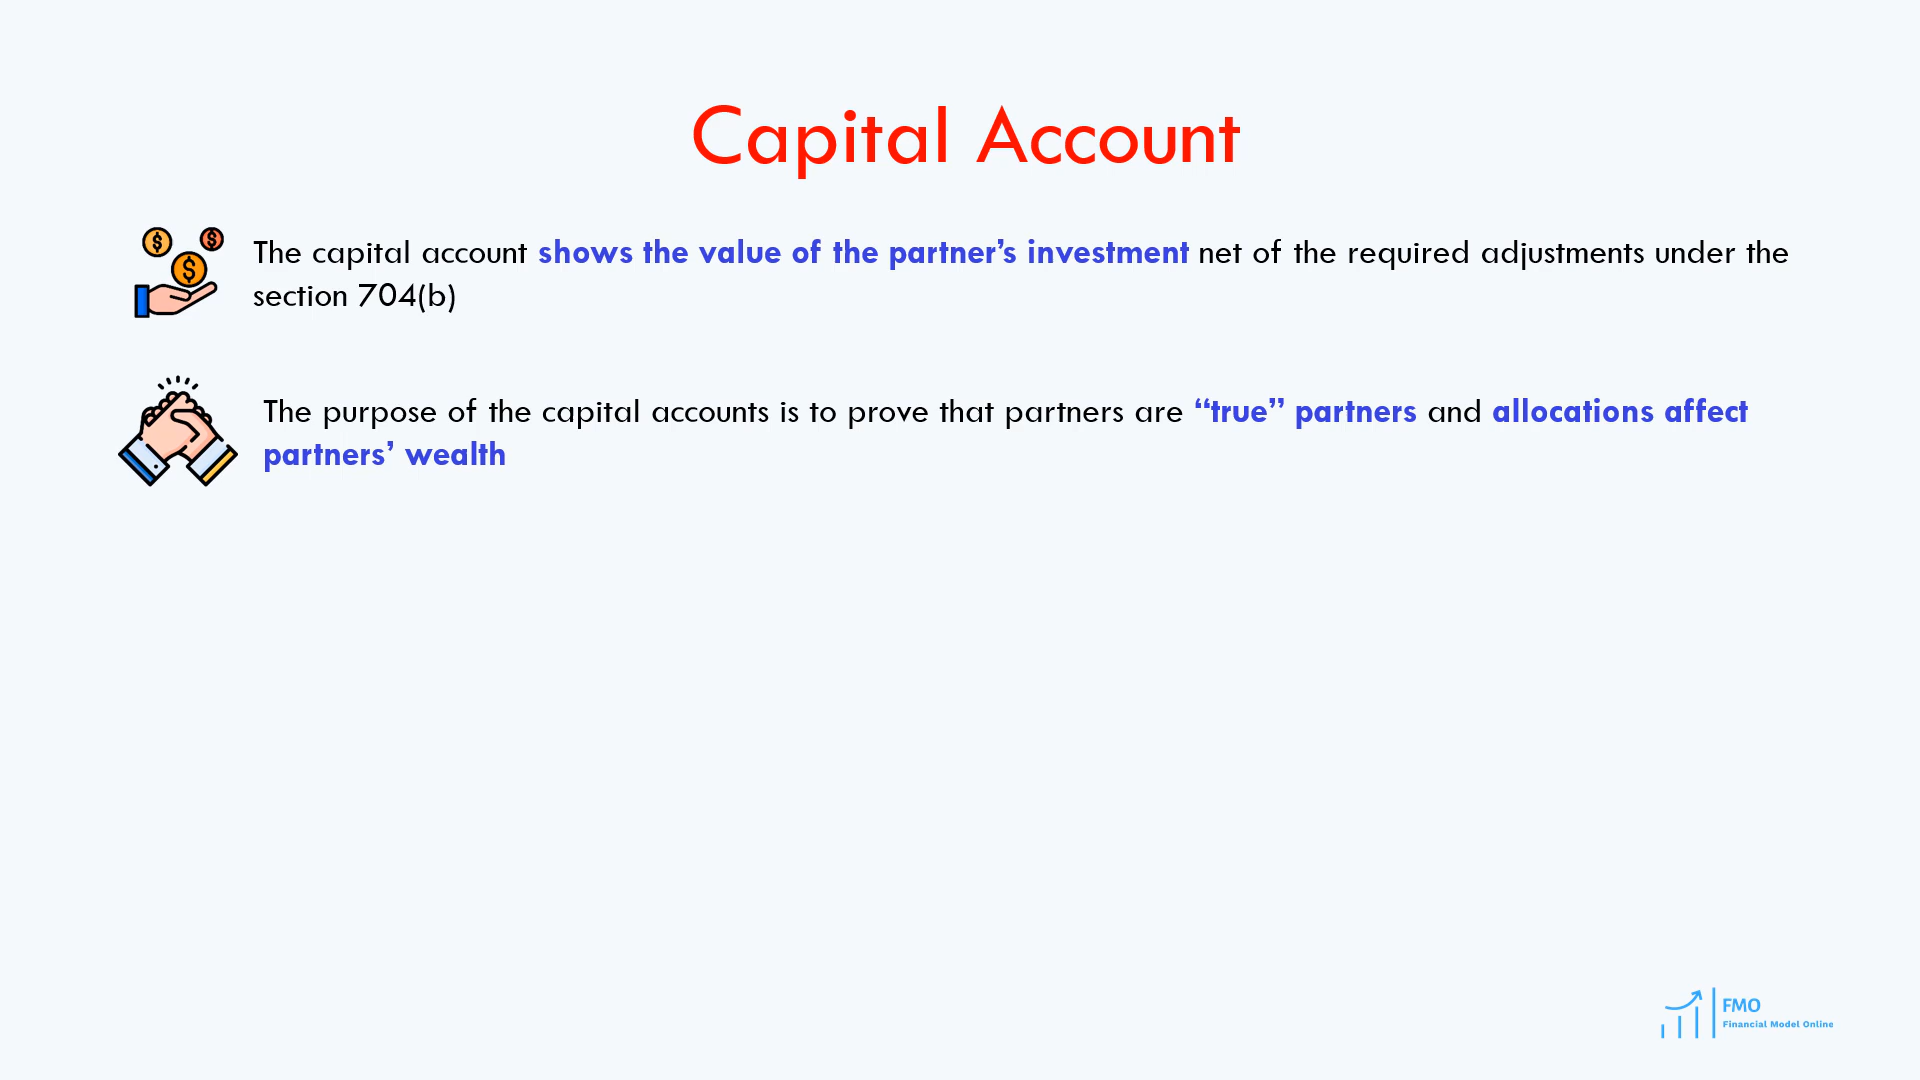 Capital Account
The capital account shows the value of the partner’s investment net of the required adjustments under the
section 704(b)
The purpose of the capital accounts is to prove that partners are “true” partners and allocations affect
partners’ wealth
FMO
Financial Model Online